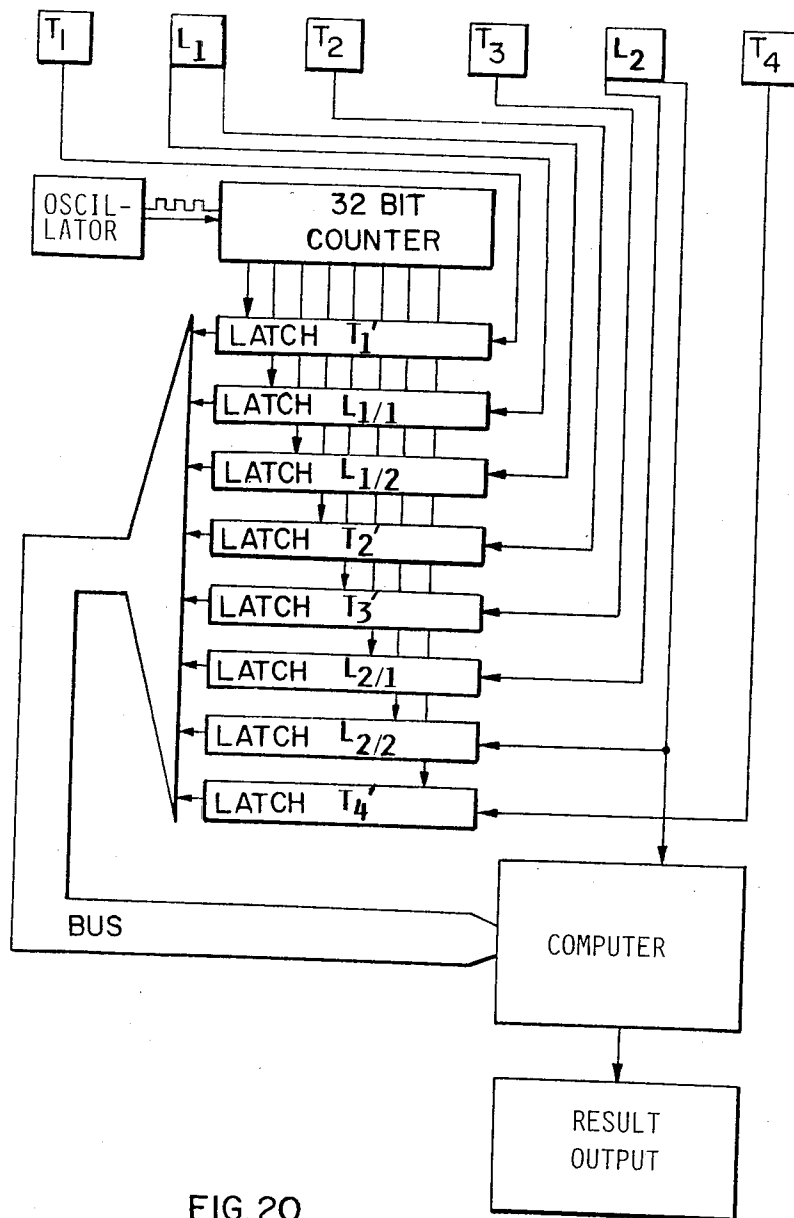 T1 L1 T2 T3 L2 T4
OSCIL-
LATOR
32 BIT
COUNTER
LATCH T1'
LATCH L1/1
LATCH L1/2
LATCH T2'
LATCH T3'
LATCH L2/1
LATCH L2/2
LATCH T4'
BUS
COMPUTER
RESULT
OUTPUT
FIG.20